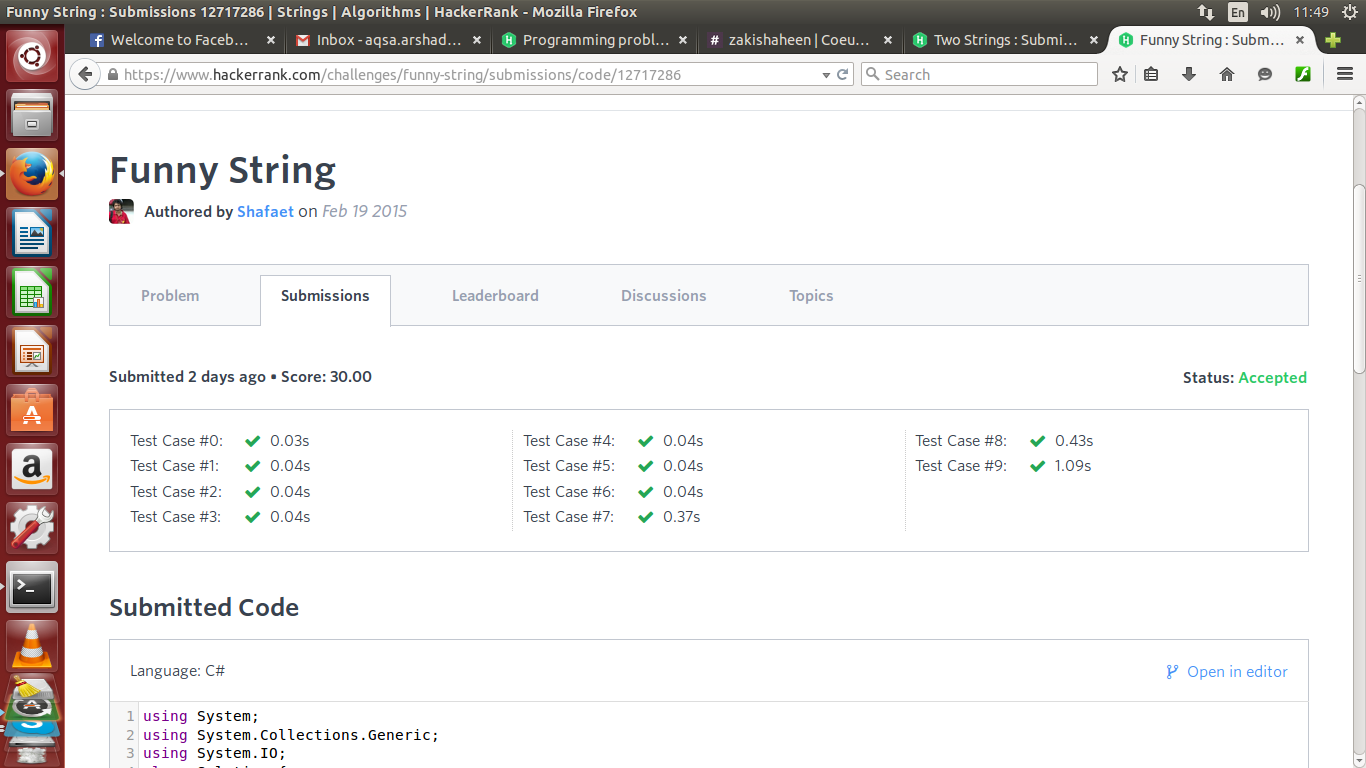 Funny String : Submissions 12717286 | Strings | Algorithms | HackerRank - Mozilla Firefox
En
11:49
Welcome to Faceb...
Inbox - aqsa.arshad...
Programming probl...
zakishaheen | Coeu...
Two Strings : Submi...
Funny String : Subm...
https://www.hackerrank.com/challenges/funny-string/submissions/code/12717286
Search
Funny String
Authored by Shafaet on Feb 19 2015
Problem
Submissions
Leaderboard
Discussions
Topics
Submitted 2 days ago • Score: 30.00
Status: Accepted
Test Case #0: 0.03s
Test Case #1: 0.04s
Test Case #2: 0.04s
Test Case #3: 0.04s
Test Case #4: 0.04s
Test Case #5: 0.04s
Test Case #6: 0.04s
Test Case #7: 0.37s
Test Case #8: 0.43s
Test Case #9: 1.09s
Submitted Code
Language: C#
Open in editor
1 using System;
2 using System.Collections.Generic;
3 using System.IO;